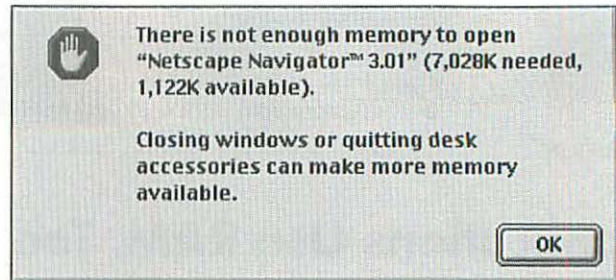 There is not enough memory to open
“Netscape Navigator™ 3.01” (7,028K needed,
1,122K available).
Closing windows or quitting desk
accessories can make more memory
available.
OK